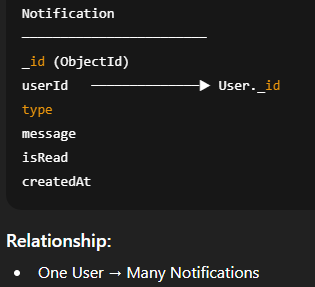 Notification
───────────────────────
_id (ObjectId)
userId ─────────────▶ User._id
type
message
isRead
createdAt
Relationship:
• One User → Many Notifications